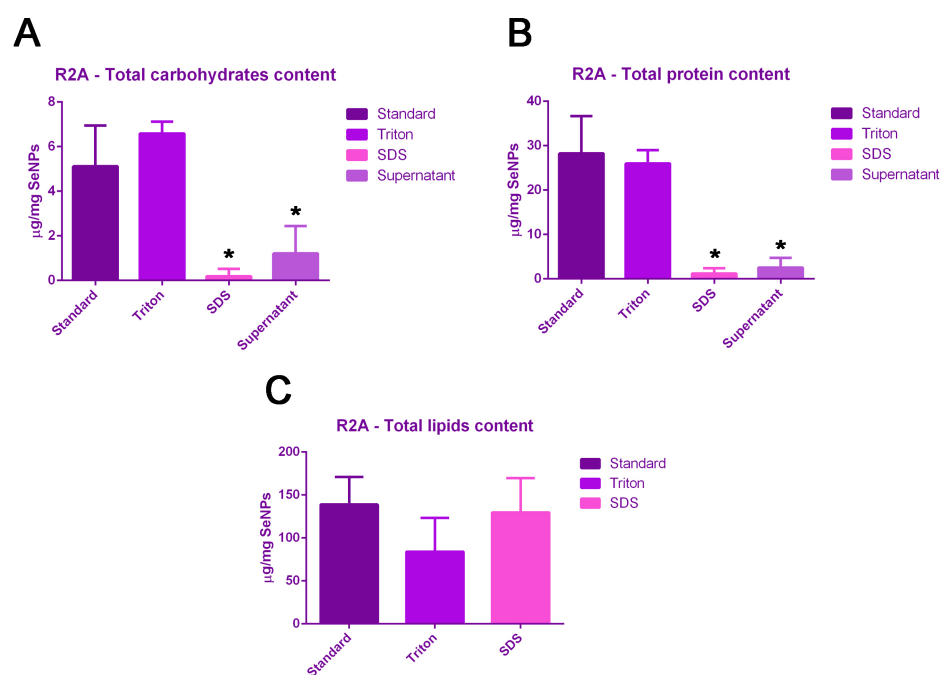 A
R2A - Total carbohydrates content
μg/mg SeNPs
8
6
4
2
0
Standard
Triton
SDS
Supernatant
*
*
Standard
Triton
SDS
Supernatant
B
R2A - Total protein content
μg/mg SeNPs
40
30
20
10
0
Standard
Triton
SDS
Supernatant
*
*
Standard
Triton
SDS
Supernatant
C
R2A - Total lipids content
μg/mg SeNPs
200
150
100
50
0
Standard
Triton
SDS
Standard
Triton
SDS